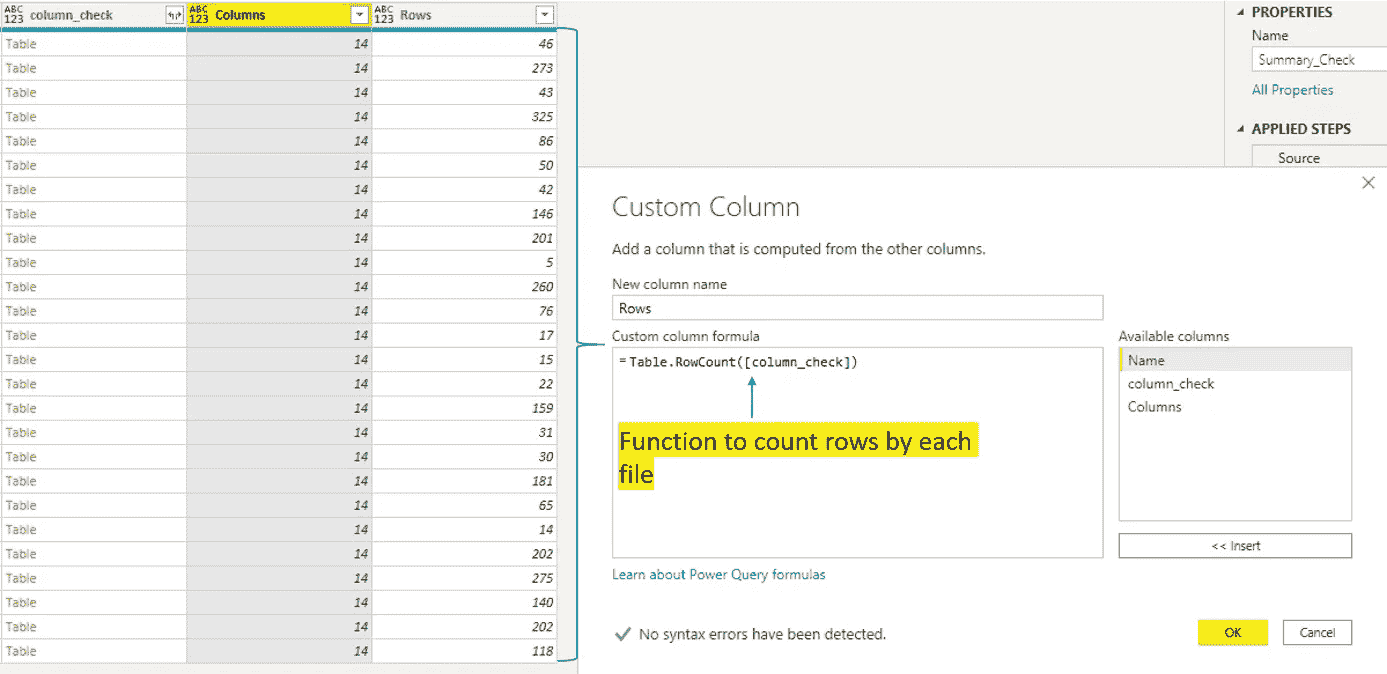 ABC 123 column_check ABC 123 Columns ABC 123 Rows
Table 14 46
Table 14 273
Table 14 43
Table 14 325
Table 14 86
Table 14 50
Table 14 42
Table 14 146
Table 14 201
Table 14 5
Table 14 260
Table 14 76
Table 14 17
Table 14 15
Table 14 22
Table 14 159
Table 14 31
Table 14 30
Table 14 181
Table 14 65
Table 14 14
Table 14 202
Table 14 275
Table 14 140
Table 14 202
Table 14 118
PROPERTIES
Name
Summary_Check
All Properties
APPLIED STEPS
Source
Custom Column
Add a column that is computed from the other columns.
New column name
Rows
Custom column formula
= Table.RowCount([column_check])
Function to count rows by each
file
Available columns
Name
column_check
Columns
<< Insert
Learn about Power Query formulas
No syntax errors have been detected.
OK
Cancel